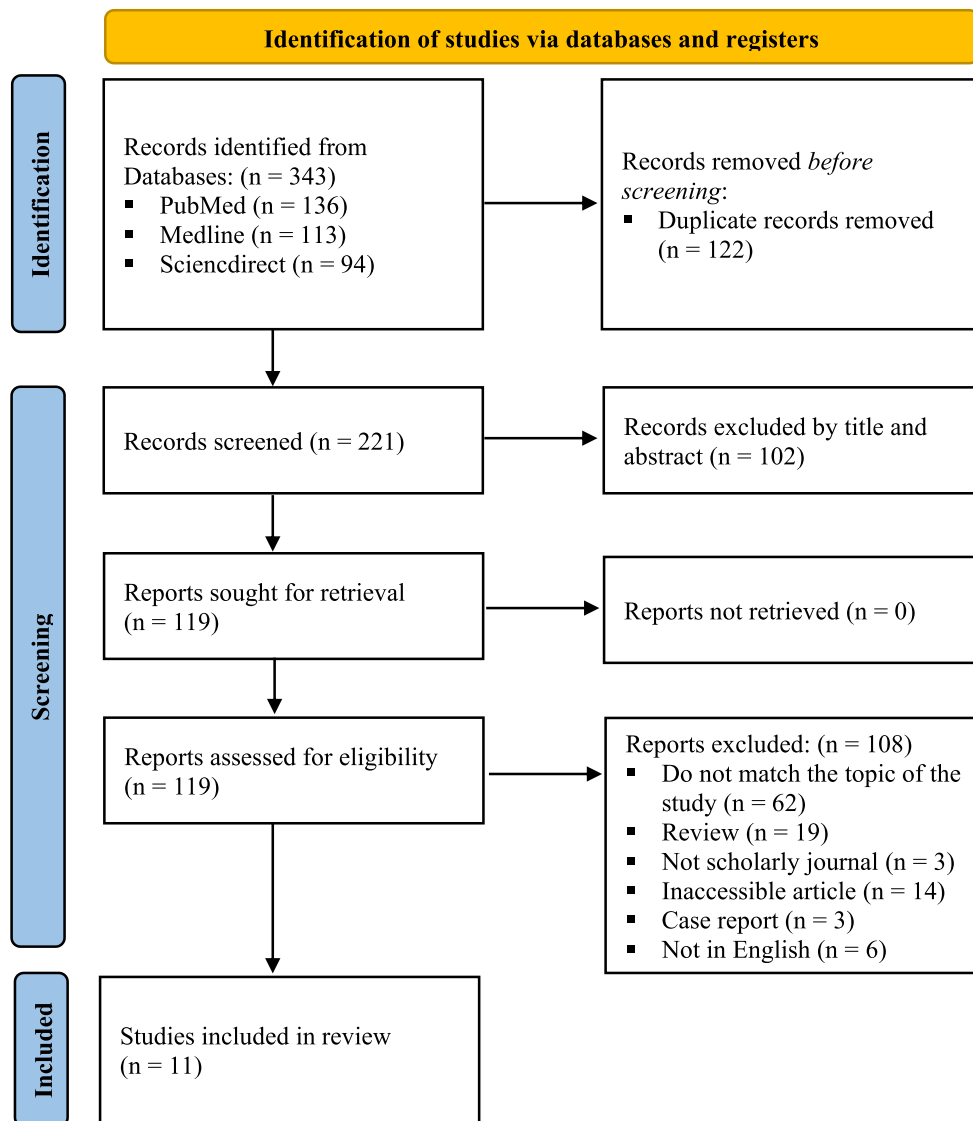 Identification of studies via databases and registers
Identification
Records identified from
Databases: (n = 343)
▪ PubMed (n = 136)
▪ Medline (n = 113)
▪ Sciencdirect (n = 94)
Records removed before
screening:
▪ Duplicate records removed
(n = 122)
Screening
Records screened (n = 221)
Records excluded by title and
abstract (n = 102)
Reports sought for retrieval
(n = 119)
Reports not retrieved (n = 0)
Reports assessed for eligibility
(n = 119)
Reports excluded: (n = 108)
▪ Do not match the topic of the
study (n = 62)
▪ Review (n = 19)
▪ Not scholarly journal (n = 3)
▪ Inaccessible article (n = 14)
▪ Case report (n = 3)
▪ Not in English (n = 6)
Included
Studies included in review
(n = 11)